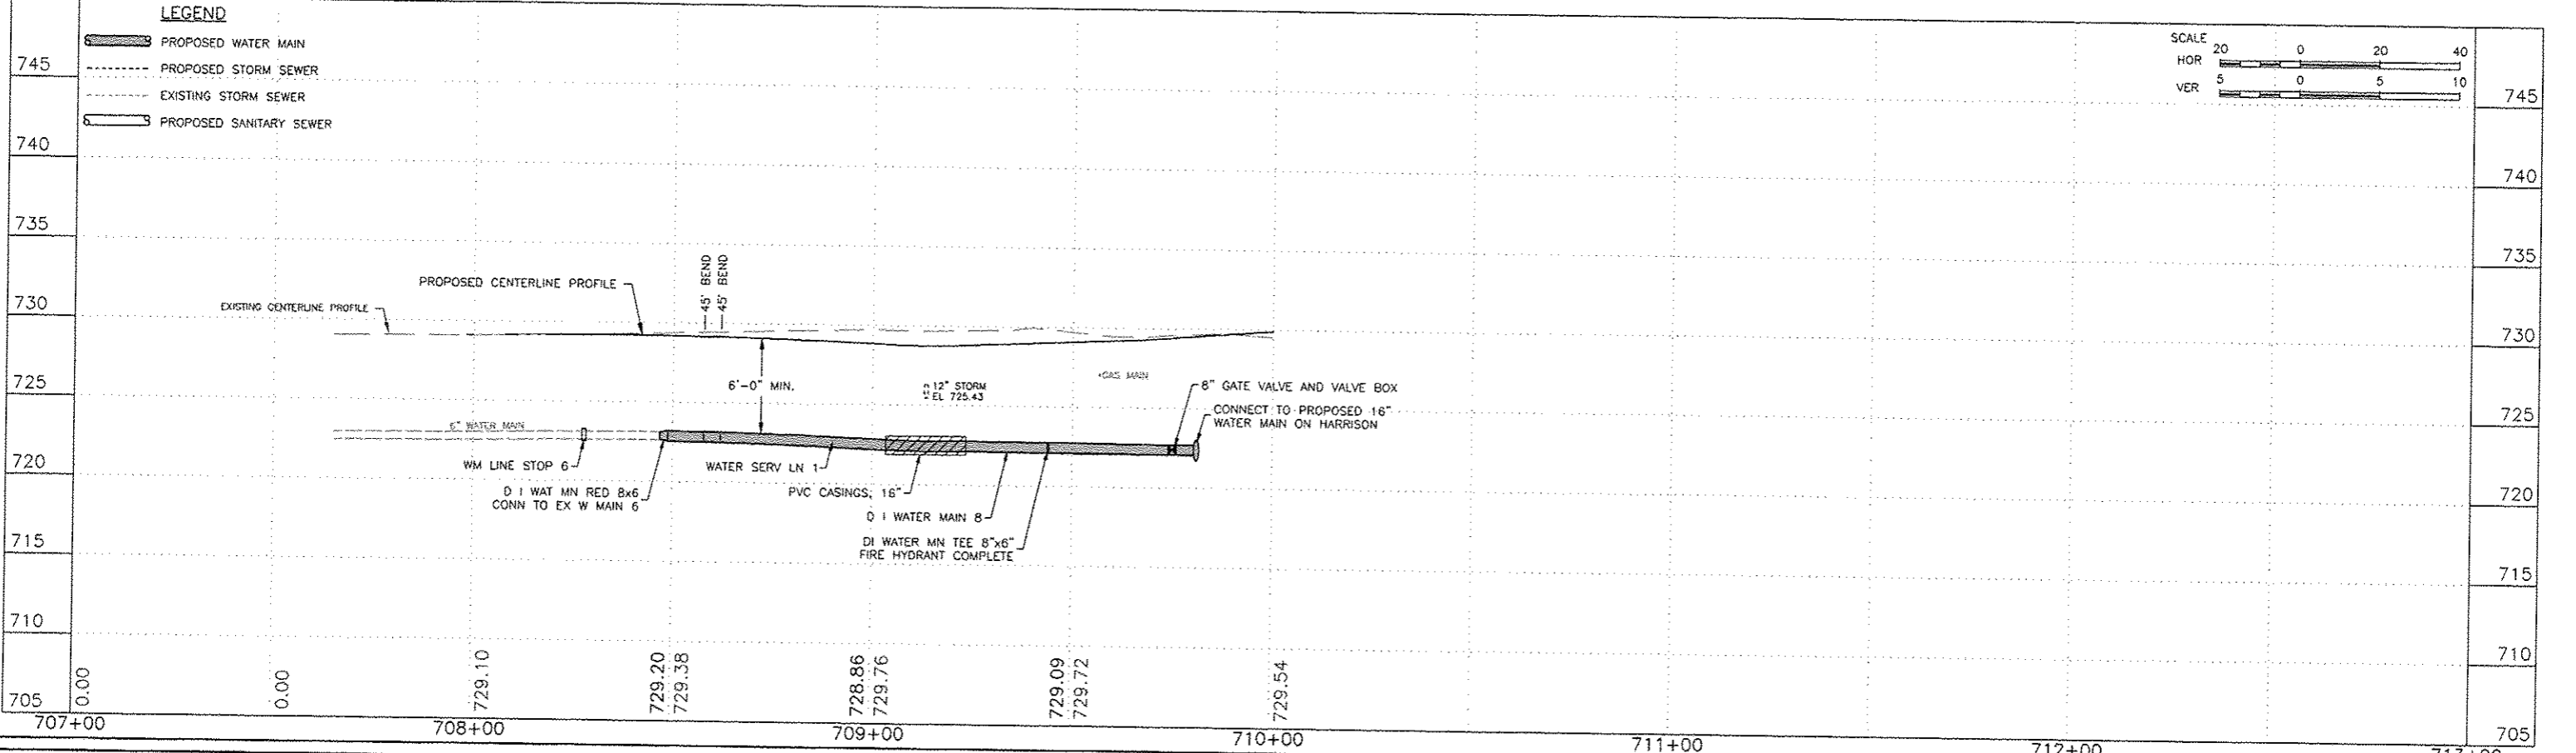 LEGEND
PROPOSED WATER MAIN
PROPOSED STORM SEWER
EXISTING STORM SEWER
PROPOSED SANITARY SEWER
SCALE
HOR
20 0 20 40
VER
5 0 5 10
745
740
735
730
725
720
715
710
705
745
740
735
730
725
720
715
710
705
EXISTING CENTERLINE PROFILE
PROPOSED CENTERLINE PROFILE
45° BEND
45° BEND
6'-0" MIN.
12" STORM
EL 725.43
GAS MAIN
8" GATE VALVE AND VALVE BOX
CONNECT TO PROPOSED 16"
WATER MAIN ON HARRISON
6" WATER MAIN
WM LINE STOP 6
D I WAT MN RED 8x6
CONN TO EX W MAIN 6
WATER SERV LN 1
PVC CASINGS, 16"
D I WATER MAIN 8
DI WATER MN TEE 8"x6"
FIRE HYDRANT COMPLETE
0.00
0.00
729.10
729.20
729.38
728.86
729.76
729.09
729.72
729.54
707+00
708+00
709+00
710+00
711+00
712+00